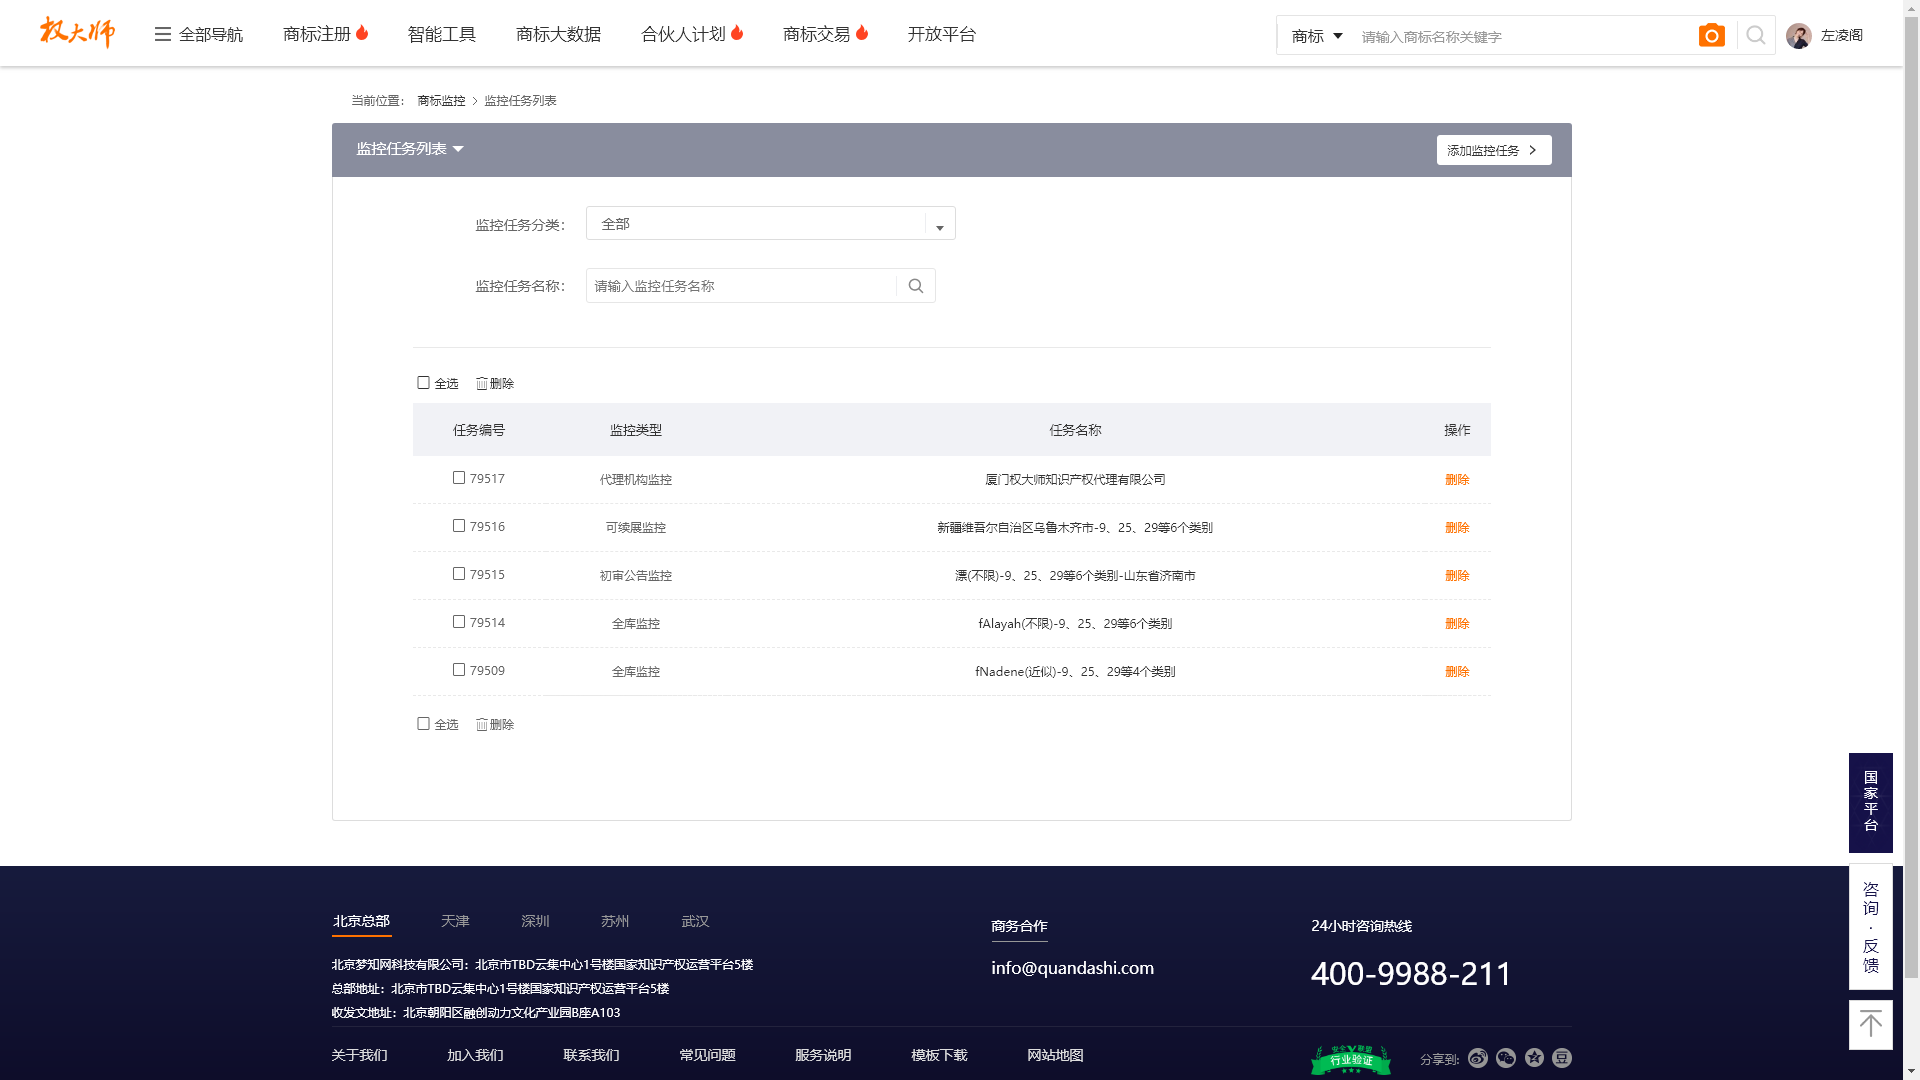 权大师
全部导航 商标注册 智能工具 商标大数据 合伙人计划 商标交易 开放平台
商标 请输入商标名称关键字 左凌阁
当前位置： 商标监控 > 监控任务列表
监控任务列表
添加监控任务 >
监控任务分类： 全部
监控任务名称： 请输入监控任务名称
全选 删除
任务编号 监控类型 任务名称 操作
79517 代理机构监控 厦门权大师知识产权代理有限公司 删除
79516 可续展监控 新疆维吾尔自治区乌鲁木齐市-9、25、29等6个类别 删除
79515 初审公告监控 漂(不限)-9、25、29等6个类别-山东省济南市 删除
79514 全库监控 fAlayah(不限)-9、25、29等6个类别 删除
79509 全库监控 fNadene(近似)-9、25、29等4个类别 删除
全选 删除
国家平台
咨询·反馈
北京总部 天津 深圳 苏州 武汉
北京梦知网科技有限公司：北京市TBD云集中心1号楼国家知识产权运营平台5楼
总部地址：北京市TBD云集中心1号楼国家知识产权运营平台5楼
收发文地址：北京朝阳区融创动力文化产业园B座A103
商务合作
info@quandashi.com
24小时咨询热线
400-9988-211
关于我们 加入我们 联系我们 常见问题 服务说明 模板下载 网站地图
安全联盟
行业验证
分享到: